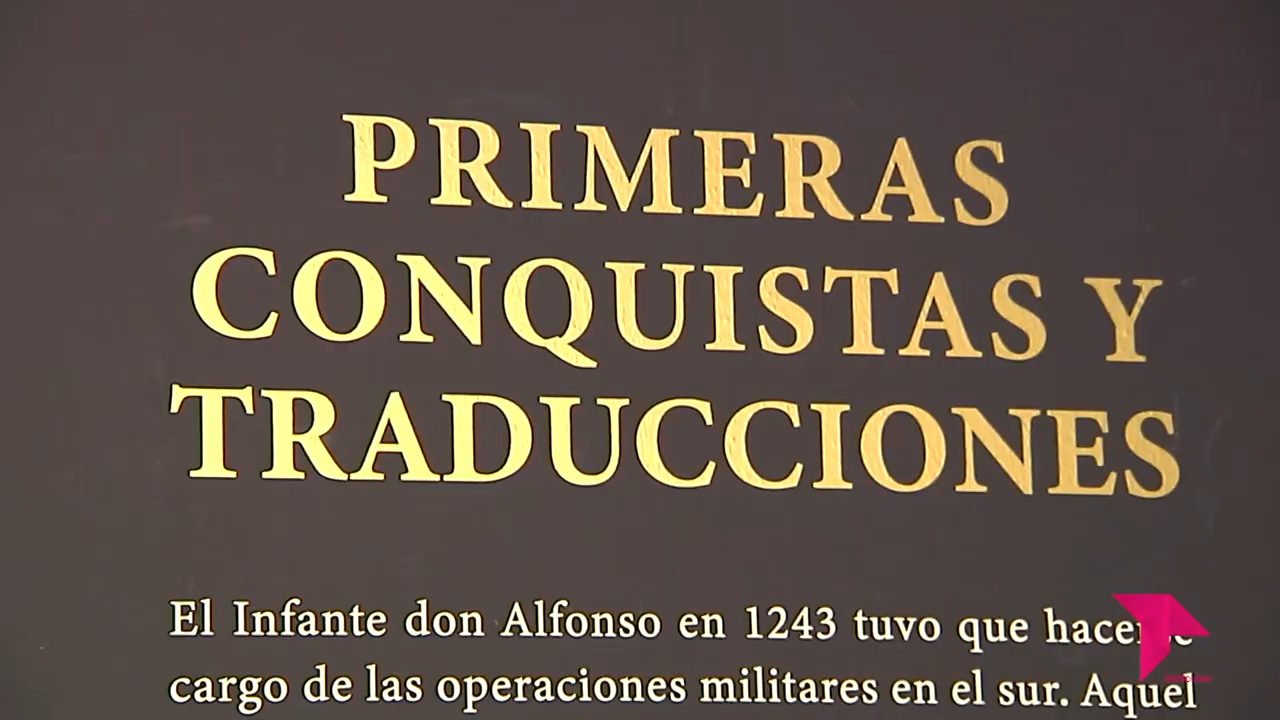 PRIMERAS
CONQUISTAS Y
TRADUCCIONES
El Infante don Alfonso en 1243 tuvo que hacerse
cargo de las operaciones militares en el sur. Aquel